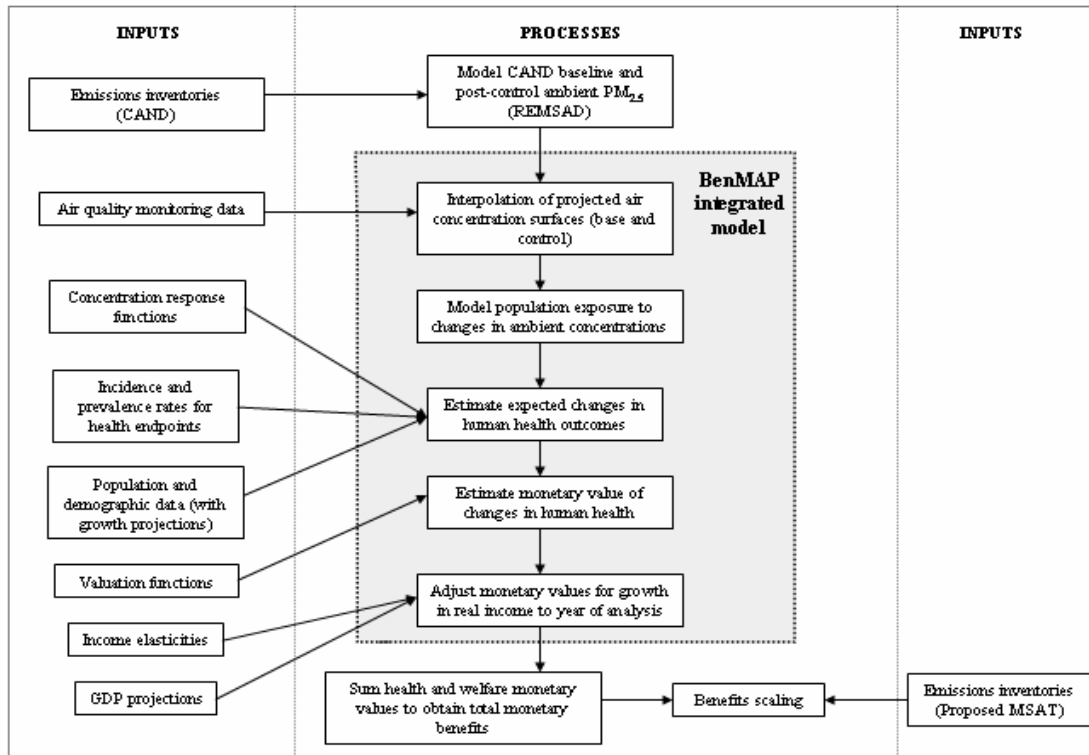 INPUTS
PROCESSES
INPUTS
Emissions inventories
(CAND)
Model CAND baseline and
post-control ambient PM2.5
(REMSAD)
BenMAP
integrated
model
Air quality monitoring data
Interpolation of projected air
concentration surfaces (base
and control)
Concentration response
functions
Model population exposure to
changes in ambient concentrations
Incidence and
prevalence rates for
health endpoints
Estimate expected changes in
human health outcomes
Population and
demographic data (with
growth projections)
Estimate monetary value of
changes in human health
Valuation functions
Adjust monetary values for growth
in real income to year of analysis
Income elasticities
GDP projections
Sum health and welfare monetary
values to obtain total monetary
benefits
Benefits scaling
Emissions inventories
(Proposed MSAT)